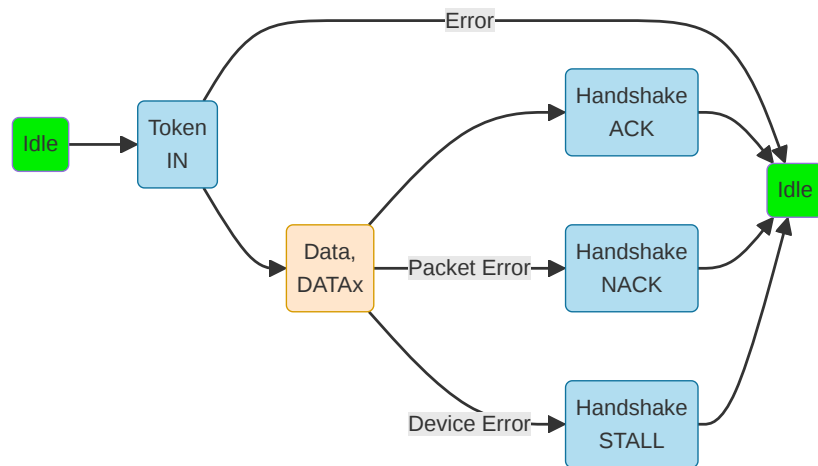 Error
Idle
Token
IN
Handshake
ACK
Idle
Data,
DATAx
Packet Error
Handshake
NACK
Device Error
Handshake
STALL